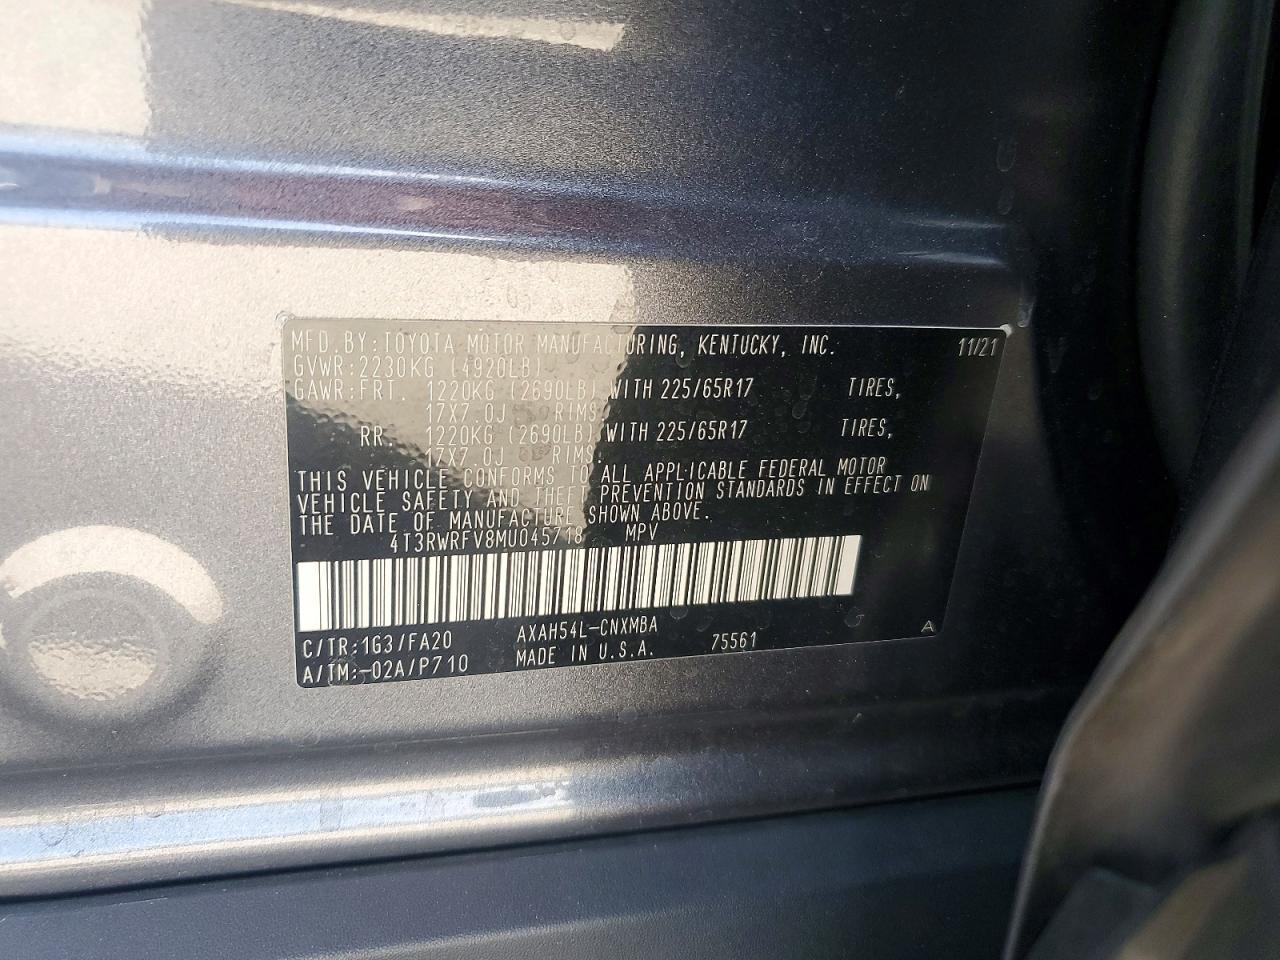 MFD. BY: TOYOTA MOTOR MANUFACTURING, KENTUCKY, INC. 11/21
GVWR: 2230KG (4920LB)
GAWR: FRT. 1220KG (2690LB) WITH 225/65R17 TIRES,
17X7.0J RIMS
RR. 1220KG (2690LB) WITH 225/65R17 TIRES,
17X7.0J RIMS
THIS VEHICLE CONFORMS TO ALL APPLICABLE FEDERAL MOTOR
VEHICLE SAFETY AND THEFT PREVENTION STANDARDS IN EFFECT ON
THE DATE OF MANUFACTURE SHOWN ABOVE.
4T3RWRFV8MU045718 MPV
C/TR: 1G3/FA20 AXAH54L-CNXMBA A
A/TM: -02A/P710 MADE IN U.S.A. 75561